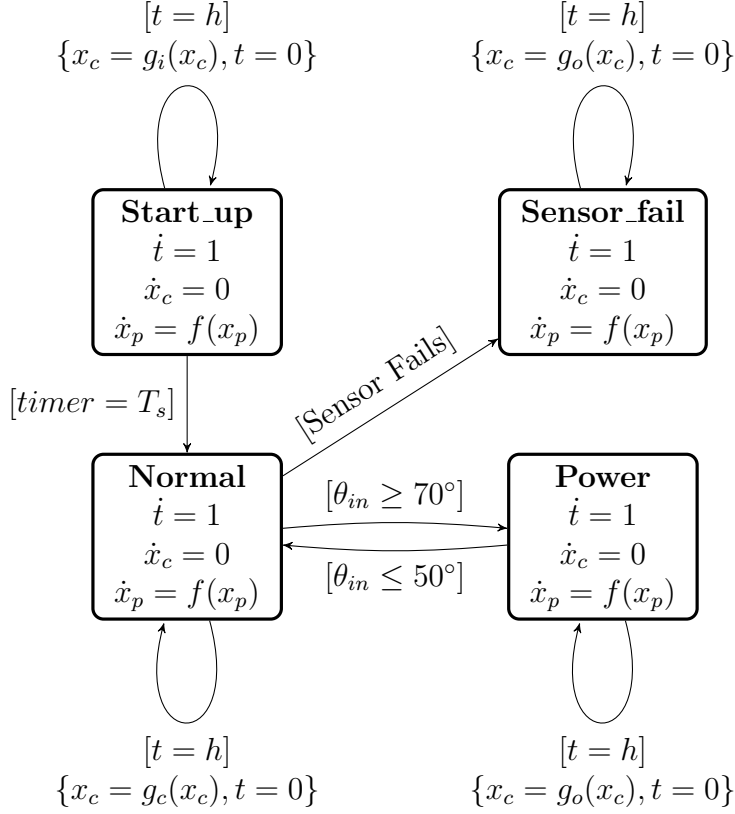 [t = h]
{x_c = g_i(x_c), t = 0}
[t = h]
{x_c = g_o(x_c), t = 0}
Start_up
ṫ = 1
ẋ_c = 0
ẋ_p = f(x_p)
Sensor_fail
ṫ = 1
ẋ_c = 0
ẋ_p = f(x_p)
[timer = T_s]
[Sensor Fails]
Normal
ṫ = 1
ẋ_c = 0
ẋ_p = f(x_p)
[θ_in ≥ 70°]
[θ_in ≤ 50°]
Power
ṫ = 1
ẋ_c = 0
ẋ_p = f(x_p)
[t = h]
{x_c = g_c(x_c), t = 0}
[t = h]
{x_c = g_o(x_c), t = 0}